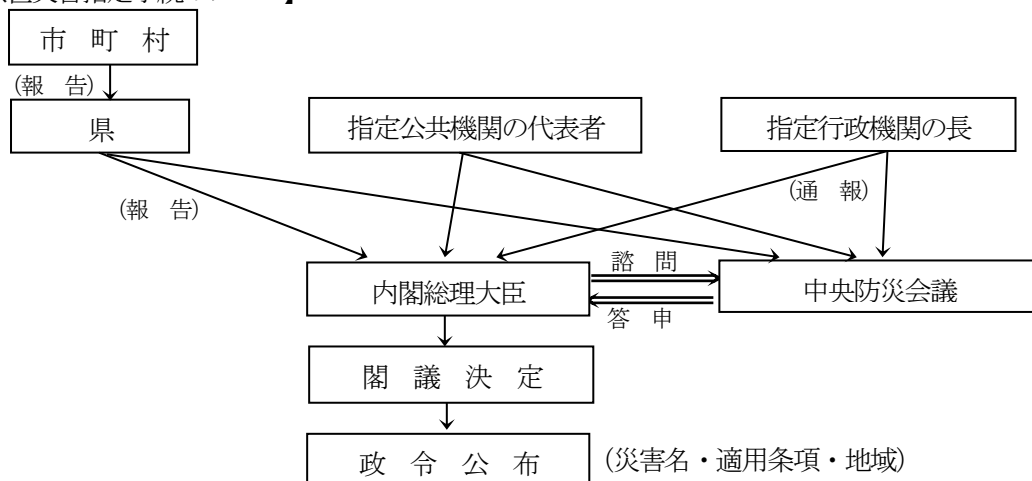 市 町 村
(報 告)
県
指定公共機関の代表者
指定行政機関の長
(通 報)
(報 告)
諮 問
内閣総理大臣
中央防災会議
答 申
閣 議 決 定
政 令 公 布
(災害名・適用条項・地域)